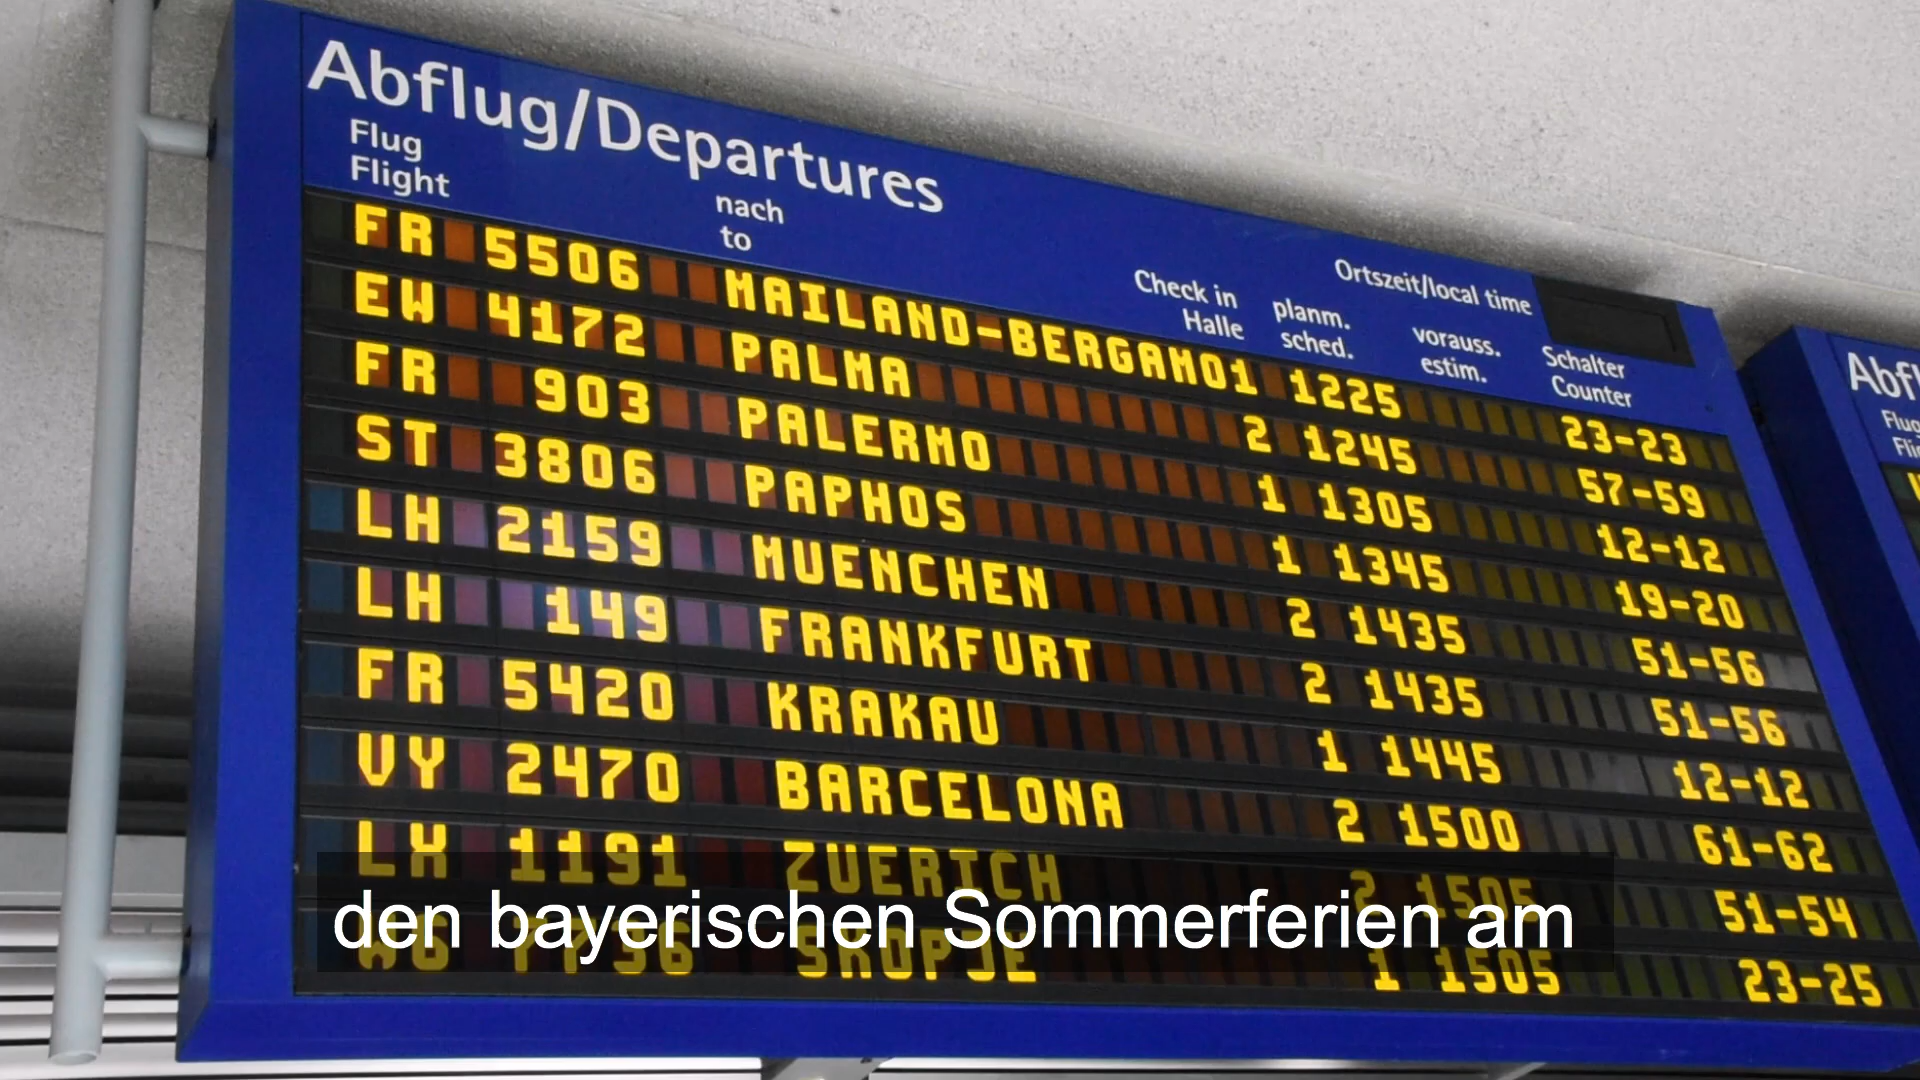 Abflug/Departures
Flug
Flight
nach
to
Check in
Halle
Ortszeit/local time
planm.
sched.
vorauss.
estim.
Schalter
Counter
FR 5506 MAILAND-BERGAMO1 1225 23-23
EW 4172 PALMA 2 1245 57-59
FR 903 PALERMO 1 1305 12-12
ST 3806 PAPHOS 1 1345 19-20
LH 2159 MUENCHEN 2 1435 51-56
LH 149 FRANKFURT 2 1435 51-56
FR 5420 KRAKAU 1 1445 12-12
VY 2470 BARCELONA 2 1500 61-62
LX 1191 ZUERICH 2 1505 51-54
SKOPJE 1 1505 23-25
den bayerischen Sommerferien am